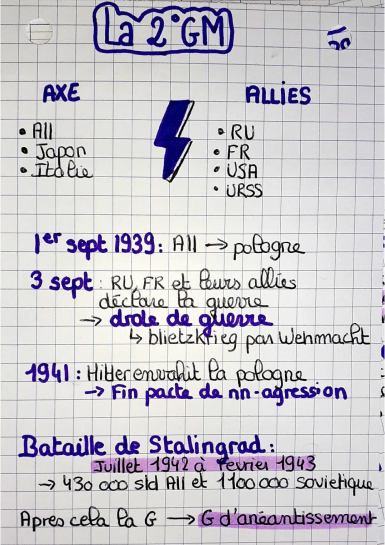 La 2° GM
AXE
• All
• Japon
• Italie
ALLIES
• RU
• FR
• USA
• URSS
1er sept 1939 : All → pologne
3 sept : RU, FR et leurs alliés
déclare la guerre
→ drole de guerre
↳ blietzkrieg par Wehrmacht
1941 : Hitler envahit la pologne
→ Fin pacte de nn-agression
Bataille de Stalingrad :
Juillet 1942 à Fevrier 1943
→ 430 000 sld All et 1 100 000 sovietique
Apres cela la G → G d'anéantissement